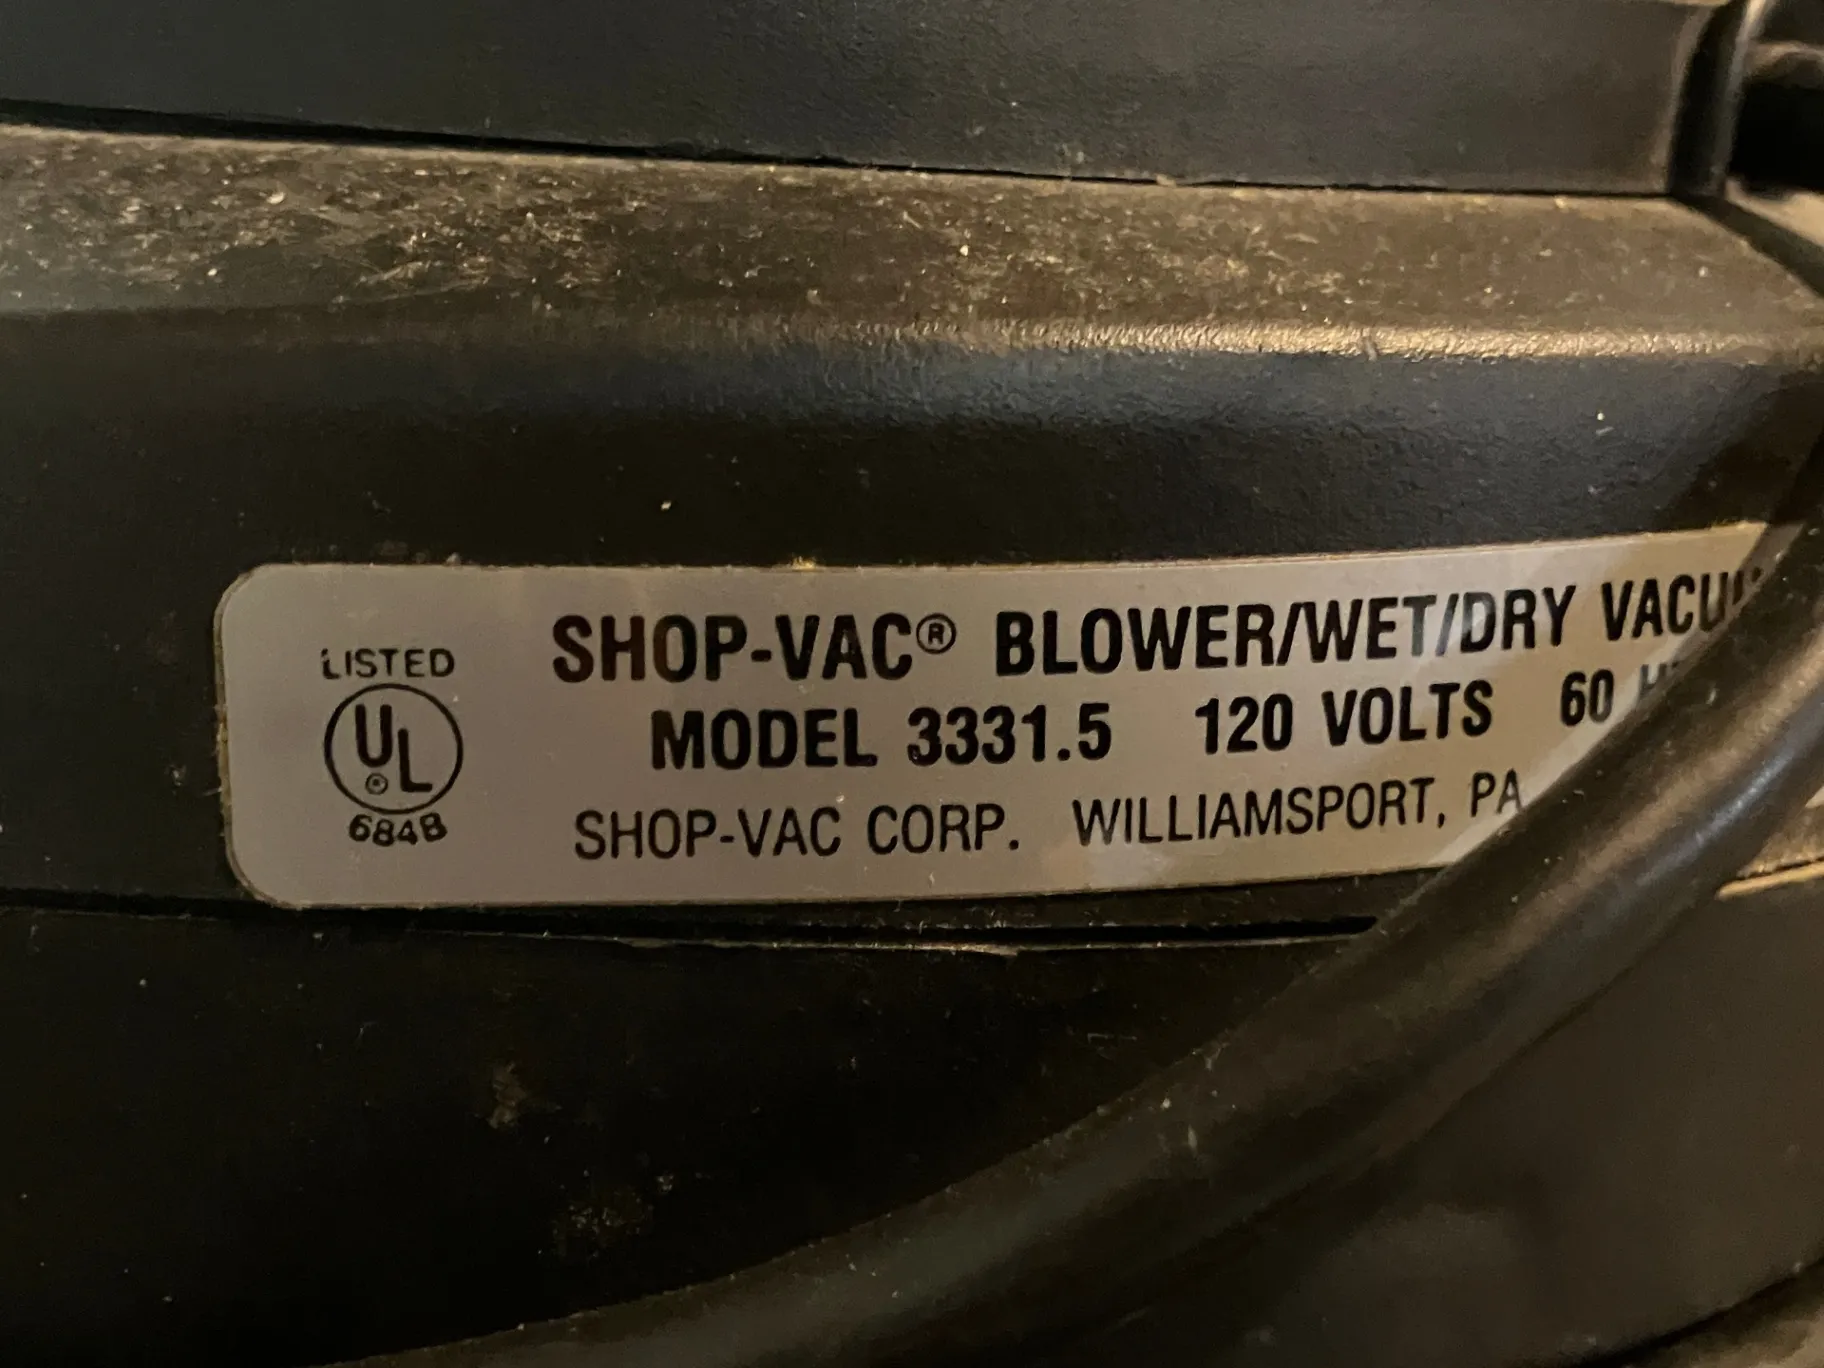 LISTED
UL
®
684B
SHOP-VAC® BLOWER/WET/DRY
MODEL 3331.5 120 VOLTS 60
SHOP-VAC CORP. WILLIAMSPORT, PA